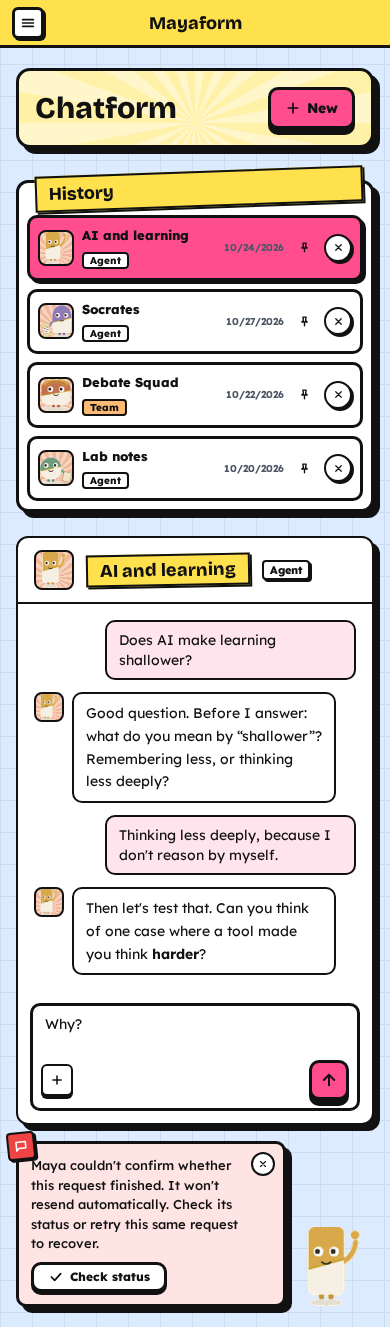 Mayaform
Chatform
New
History
AI and learning
Agent
10/24/2026
Socrates
Agent
10/27/2026
Debate Squad
Team
10/22/2026
Lab notes
Agent
10/20/2026
AI and learning
Agent
Does AI make learning
shallower?
Good question. Before I answer:
what do you mean by “shallower”?
Remembering less, or thinking
less deeply?
Thinking less deeply, because I
don't reason by myself.
Then let's test that. Can you think
of one case where a tool made
you think harder?
Why?
Maya couldn't confirm whether
this request finished. It won't
resend automatically. Check its
status or retry this same request
to recover.
Check status